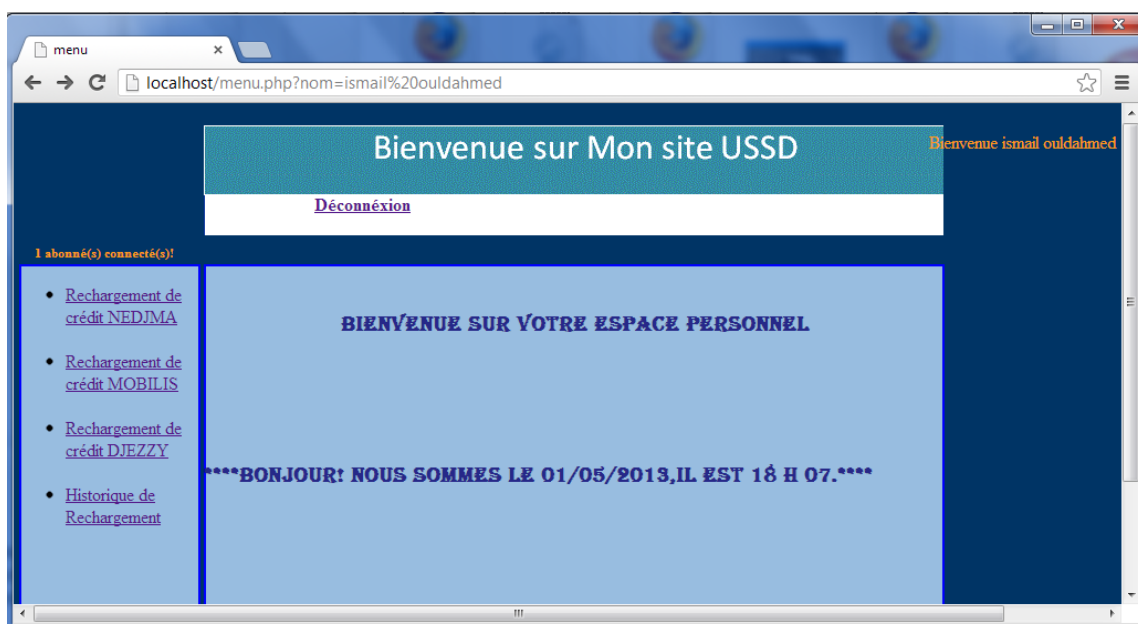 menu
localhost/menu.php?nom=ismail%20ouldahmed
Bienvenue sur Mon site USSD
Bienvenue ismail ouldahmed
Déconnéxion
1 abonné(s) connecté(s)!
Rechargement de
crédit NEDJMA
Rechargement de
crédit MOBILIS
Rechargement de
crédit DJEZZY
Historique de
Rechargement
BIENVENUE SUR VOTRE ESPACE PERSONNEL
****BONJOUR! NOUS SOMMES LE 01/05/2013,IL EST 18 H 07.****